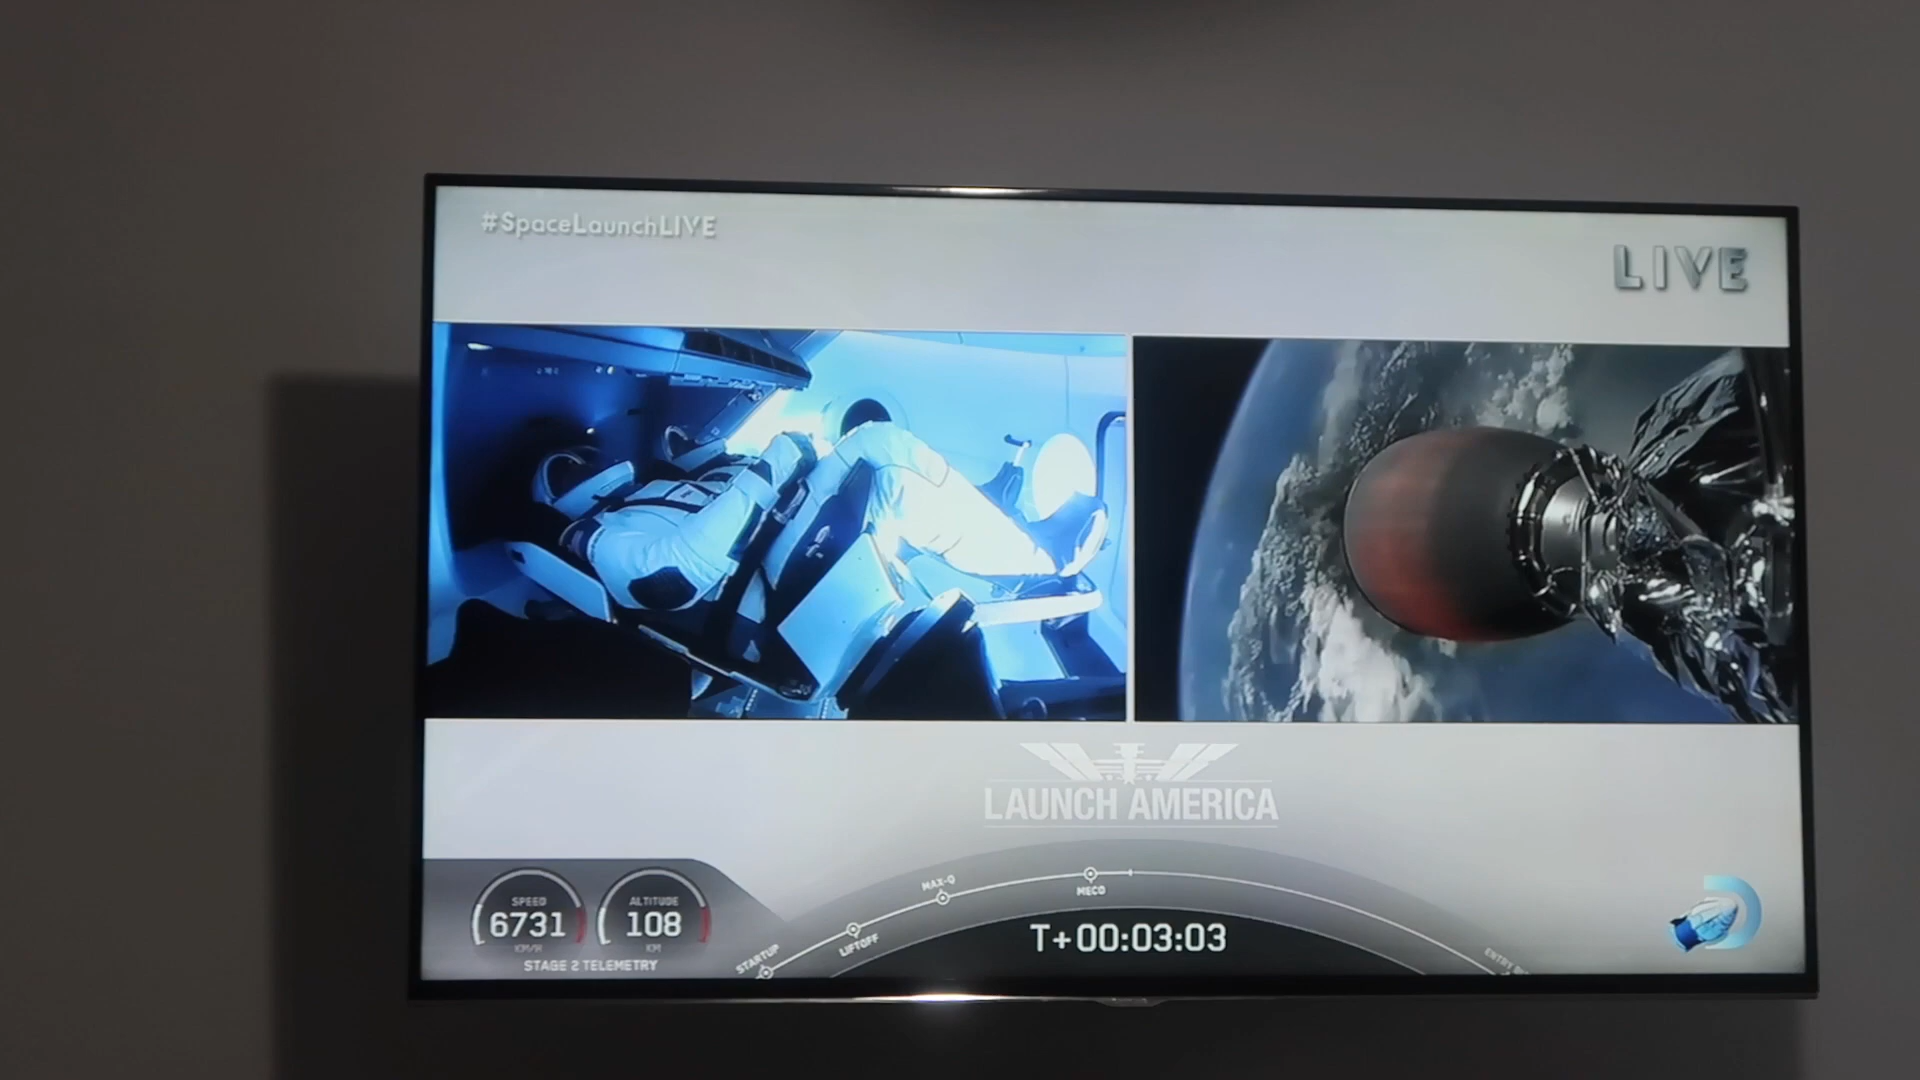 #SpaceLaunchLIVE
LIVE
LAUNCH AMERICA
SPEED
6731
KM/H
ALTITUDE
108
KM
STAGE 2 TELEMETRY
STARTUP
LIFTOFF
MAX-Q
MECO
T+00:03:03
ENTRY